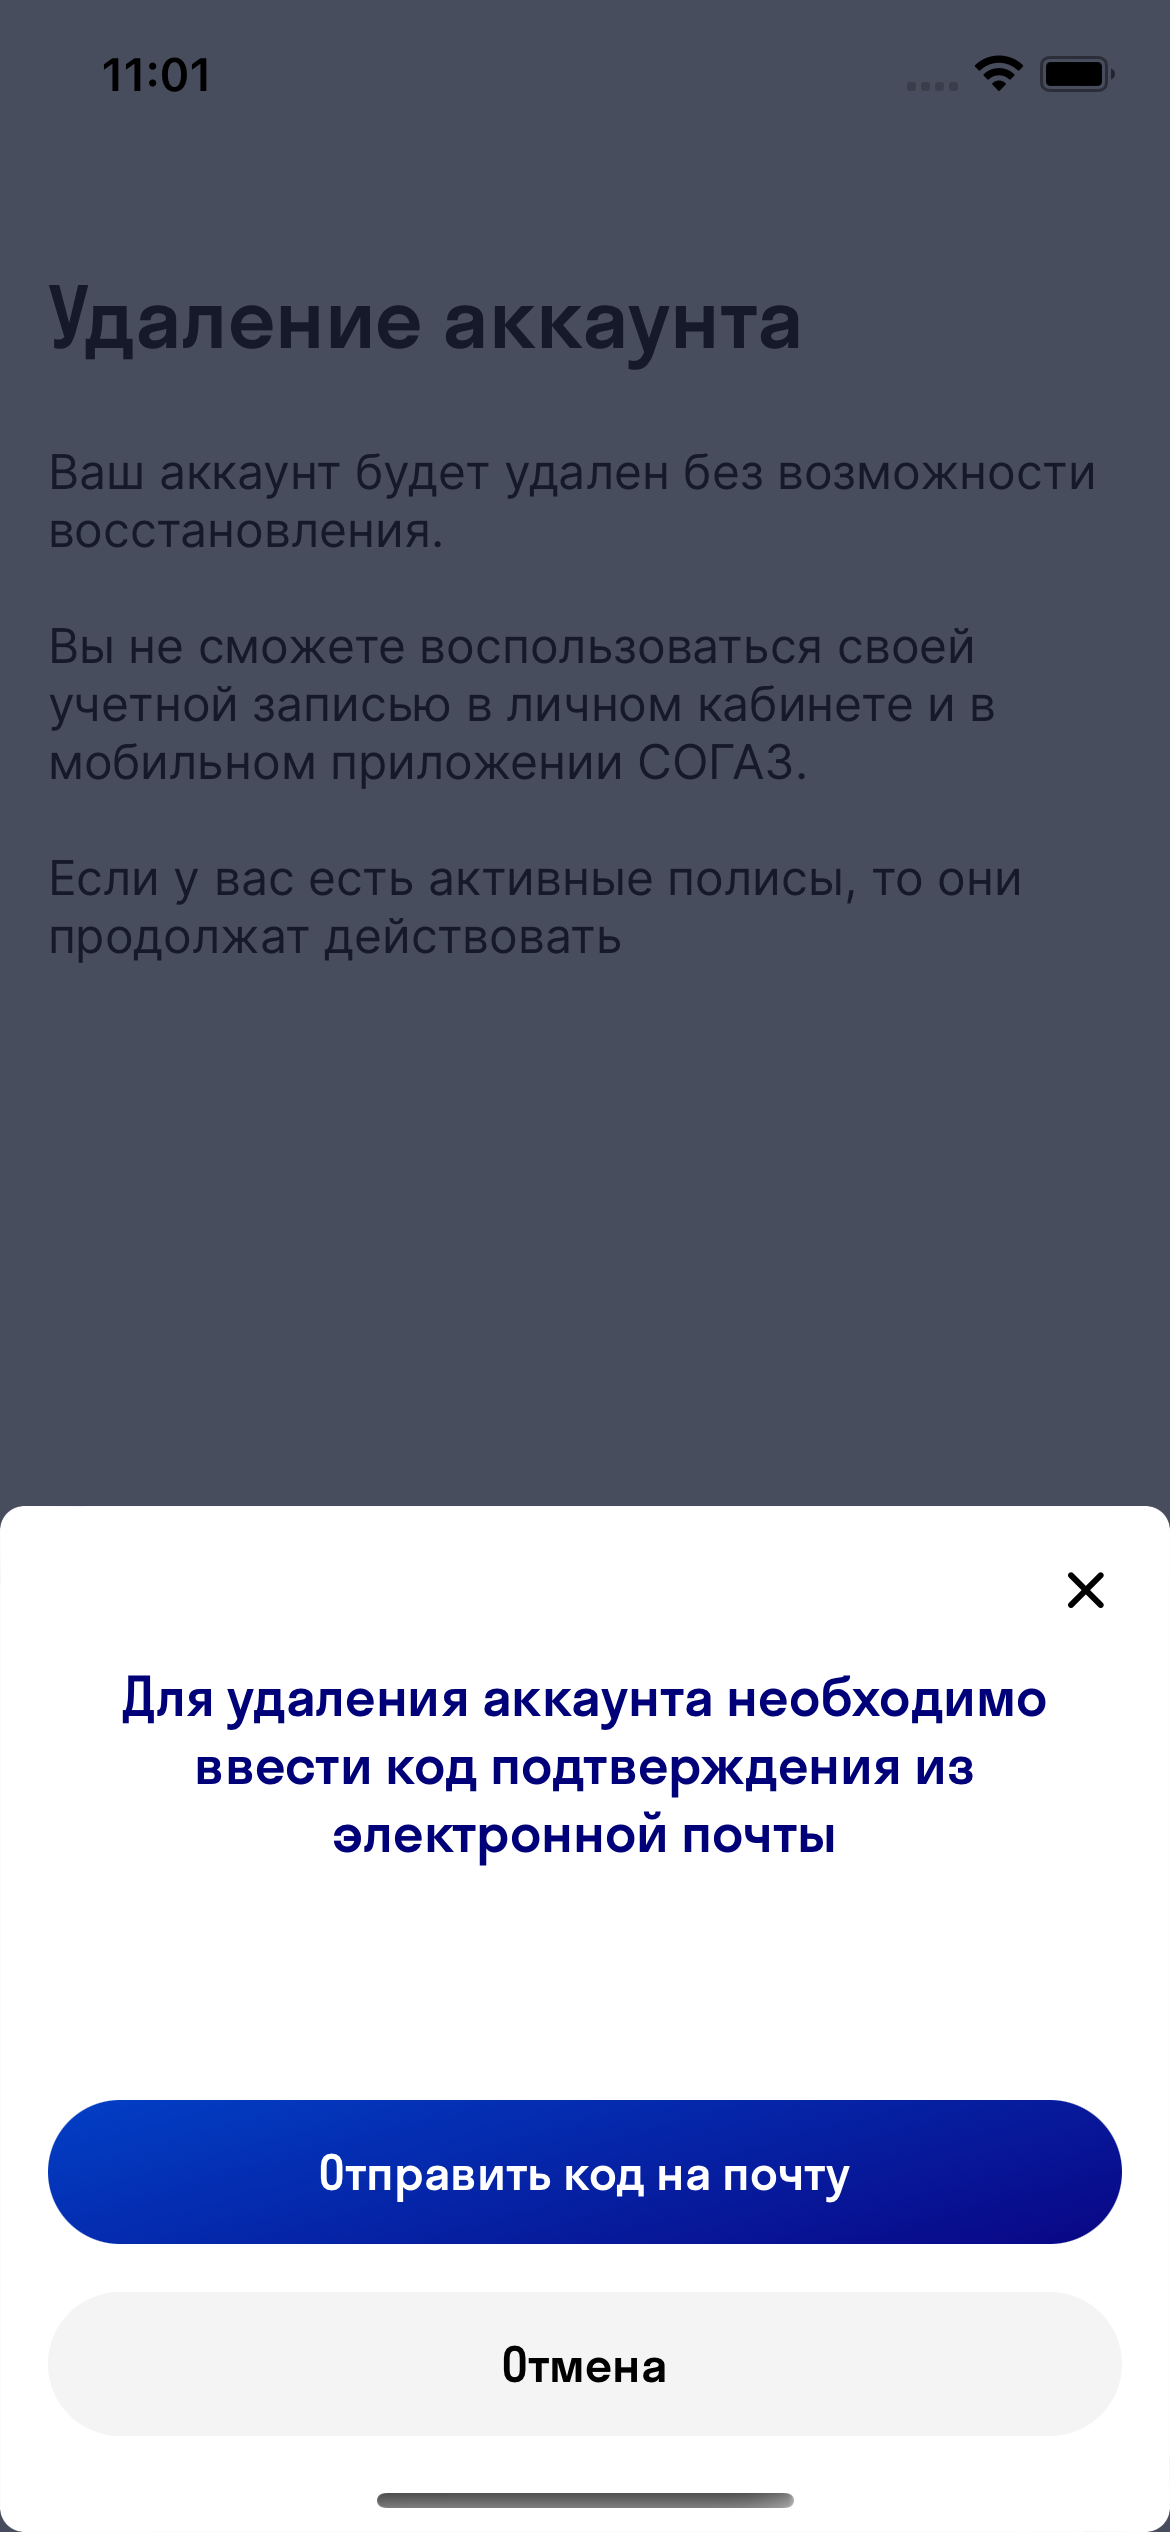 11:01
Удаление аккаунта
Ваш аккаунт будет удален без возможности
восстановления.
Вы не сможете воспользоваться своей
учетной записью в личном кабинете и в
мобильном приложении СОГАЗ.
Если у вас есть активные полисы, то они
продолжат действовать
Для удаления аккаунта необходимо
ввести код подтверждения из
электронной почты
Отправить код на почту
Отмена